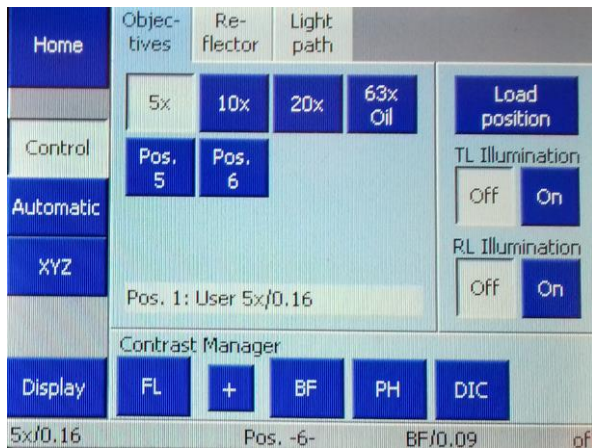 Home
Objec-
tives
Re-
flector
Light
path
5x
10x
20x
63x
Oil
Load
position
Control
Pos.
5
Pos.
6
TL Illumination
Off
On
Automatic
XYZ
RL Illumination
Off
On
Pos. 1: User 5x/0.16
Contrast Manager
Display
FL
+
BF
PH
DIC
5x/0.16
Pos. -6-
BF/0.09
of